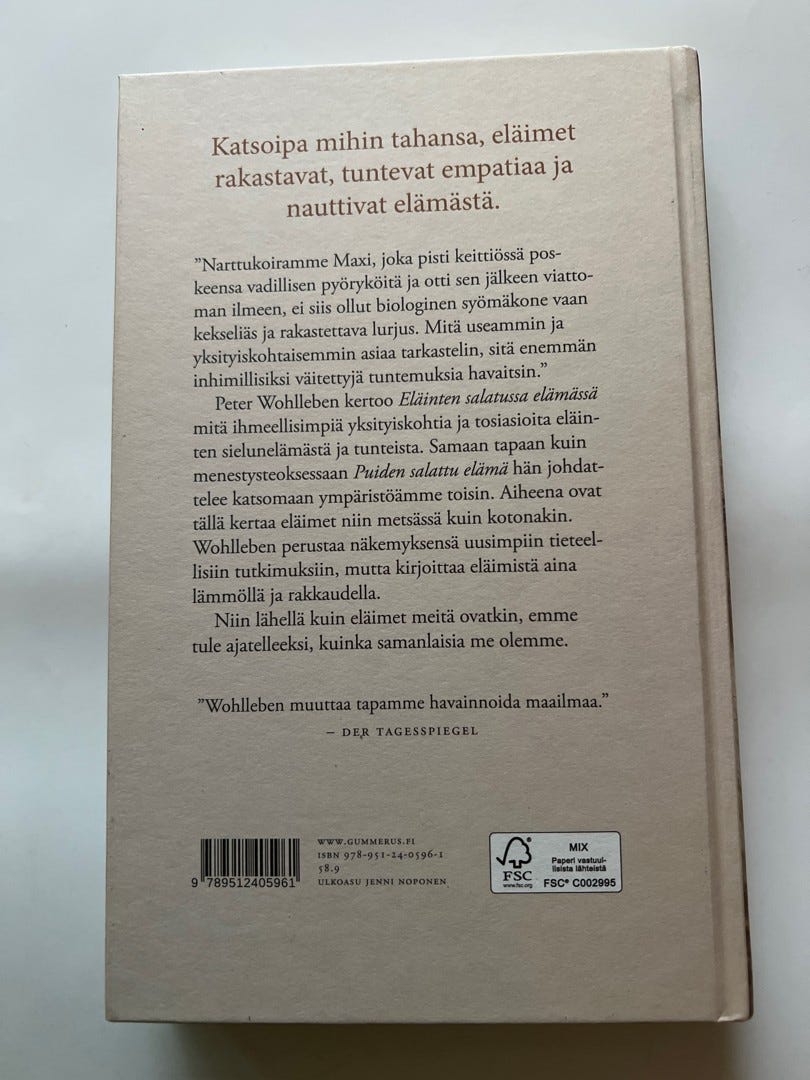 Katsoipa mihin tahansa, eläimet
rakastavat, tuntevat empatiaa ja
nauttivat elämästä.
”Narttukoiramme Maxi, joka pisti keittiössä pos-
keensa vadillisen pyöryköitä ja otti sen jälkeen viatto-
man ilmeen, ei siis ollut biologinen syömäkone vaan
kekseliäs ja rakastettava lurjus. Mitä useammin ja
yksityiskohtaisemmin asiaa tarkastelin, sitä enemmän
inhimillisiksi väitettyjä tuntemuksia havaitsin.”
Peter Wohlleben kertoo Eläinten salatussa elämässä
mitä ihmeellisimpiä yksityiskohtia ja tosiasioita eläin-
ten sielunelämästä ja tunteista. Samaan tapaan kuin
menestysteoksessaan Puiden salattu elämä hän johdat-
telee katsomaan ympäristöämme toisin. Aiheena ovat
tällä kertaa eläimet niin metsässä kuin kotonakin.
Wohlleben perustaa näkemyksensä uusimpiin tieteel-
lisiin tutkimuksiin, mutta kirjoittaa eläimistä aina
lämmöllä ja rakkaudella.
Niin lähellä kuin eläimet meitä ovatkin, emme
tule ajatelleeksi, kuinka samanlaisia me olemme.
”Wohlleben muuttaa tapamme havainnoida maailmaa.”
– DER TAGESSPIEGEL
WWW.GUMMERUS.FI
ISBN 978-951-24-0596-1
58.9
ULKOASU JENNI NOPONEN
9 789512 405961
FSC
www.fsc.org
MIX
Paperi vastuul-
lisista lähteistä
FSC® C002995